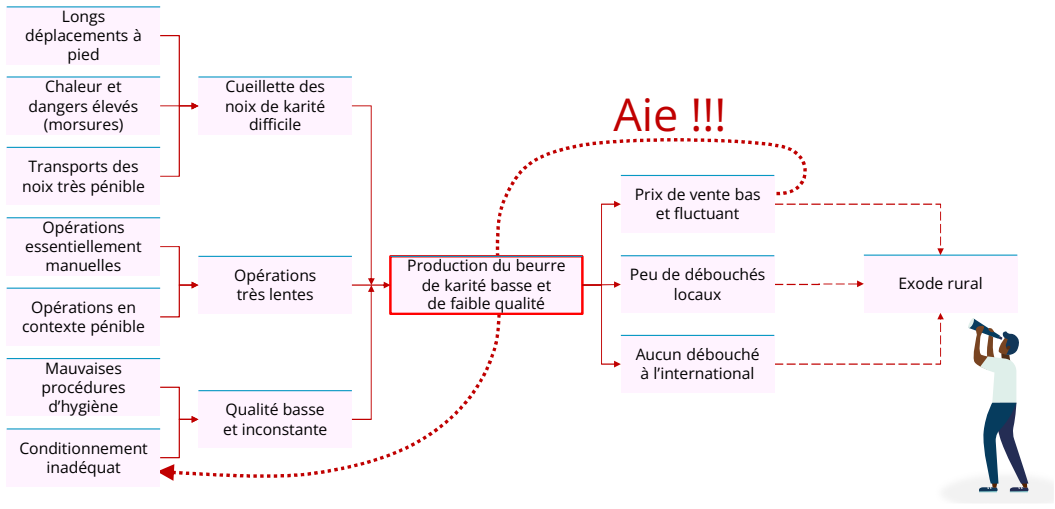 Longs
déplacements à
pied
Chaleur et
dangers élevés
(morsures)
Transports des
noix très pénible
Opérations
essentiellement
manuelles
Opérations en
contexte pénible
Mauvaises
procédures
d’hygiène
Conditionnement
inadéquat
Cueillette des
noix de karité
difficile
Opérations
très lentes
Qualité basse
et inconstante
Production du beurre
de karité basse et
de faible qualité
Aie !!!
Prix de vente bas
et fluctuant
Peu de débouchés
locaux
Aucun débouché
à l’international
Exode rural